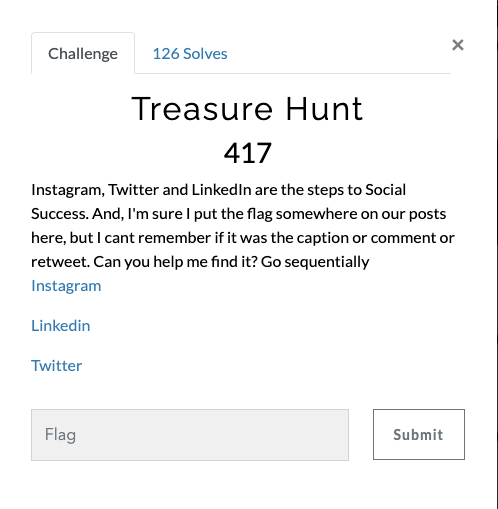 Challenge
126 Solves
×
Treasure Hunt
417
Instagram, Twitter and LinkedIn are the steps to Social
Success. And, I'm sure I put the flag somewhere on our posts
here, but I cant remember if it was the caption or comment or
retweet. Can you help me find it? Go sequentially
Instagram
Linkedin
Twitter
Flag
Submit